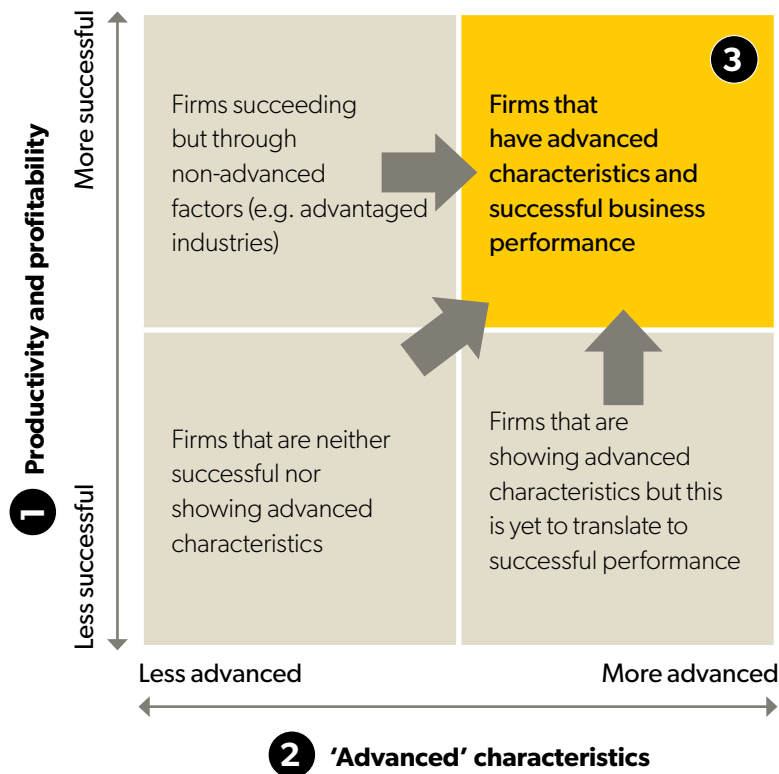 More successful
Less successful
1 Productivity and profitability
Firms succeeding
but through
non-advanced
factors (e.g. advantaged
industries)
3
Firms that
have advanced
characteristics and
successful business
performance
Firms that are neither
successful nor
showing advanced
characteristics
Firms that are
showing advanced
characteristics but this
is yet to translate to
successful performance
Less advanced
More advanced
2 'Advanced' characteristics